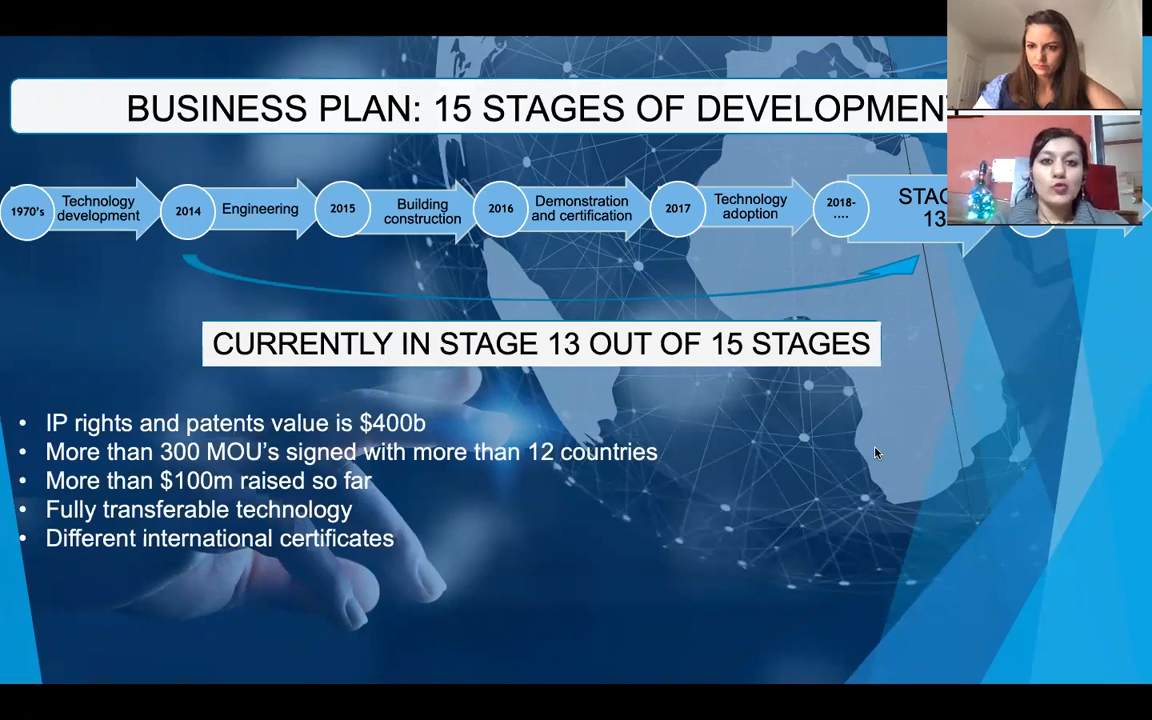 BUSINESS PLAN: 15 STAGES OF DEVELOPMEN
1970's
Technology
development
2014
Engineering
2015
Building
construction
2016
Demonstration
and certification
2017
Technology
adoption
2018-
....
STAG
13
CURRENTLY IN STAGE 13 OUT OF 15 STAGES
• IP rights and patents value is $400b
• More than 300 MOU's signed with more than 12 countries
• More than $100m raised so far
• Fully transferable technology
• Different international certificates